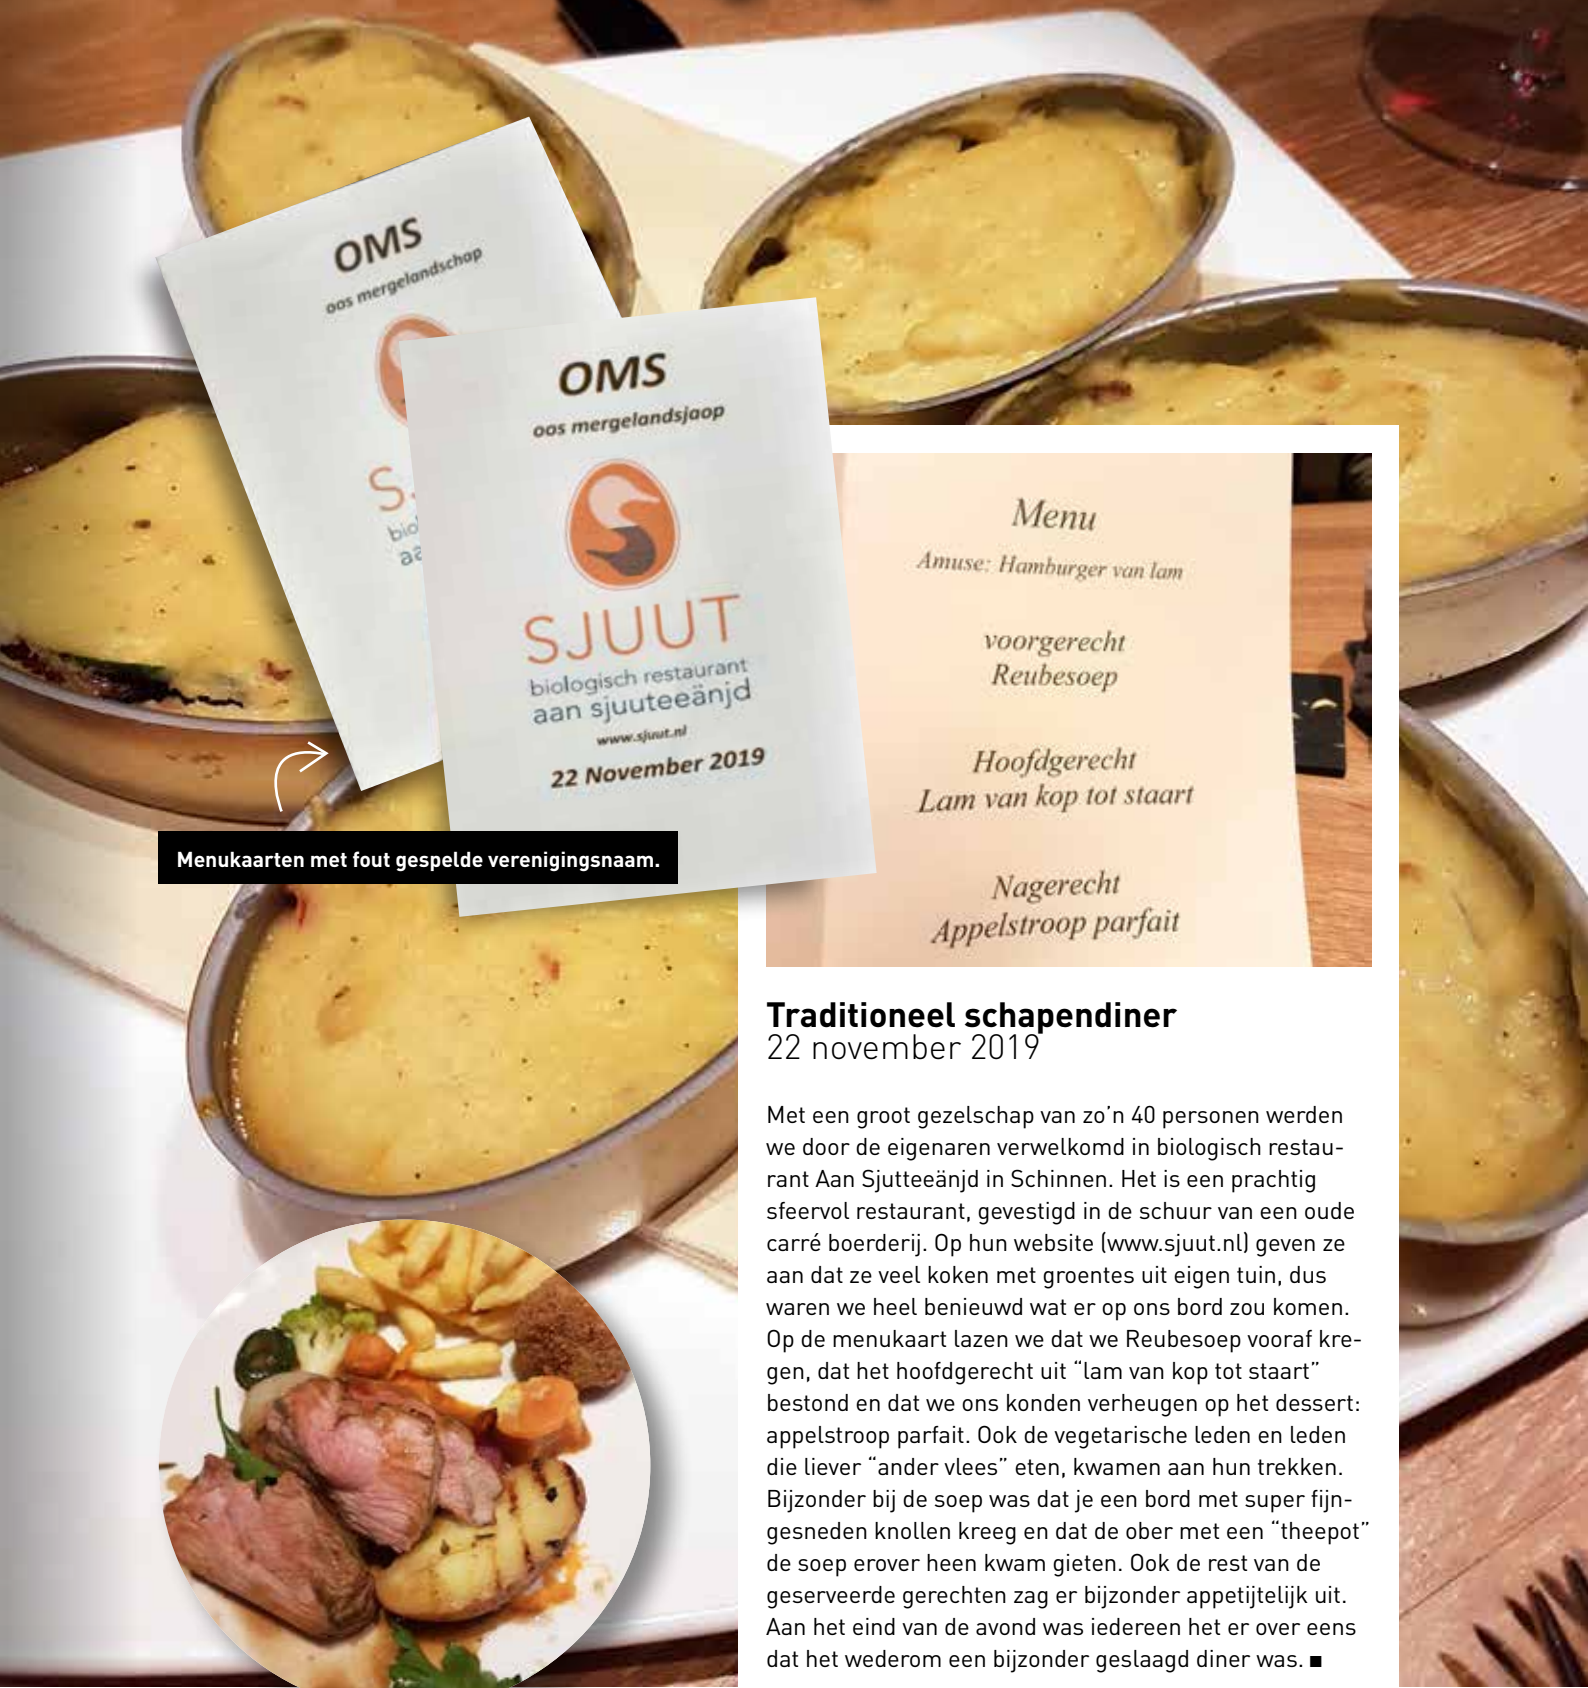 OMS
oos mergelandschap
S
bio
aa
OMS
oos mergelandsjaop
SJUUT
biologisch restaurant
aan sjuuteeänjd
www.sjuut.nl
22 November 2019
Menukaarten met fout gespelde verenigingsnaam.
Menu
Amuse: Hamburger van lam
voorgerecht
Reubesoep
Hoofdgerecht
Lam van kop tot staart
Nagerecht
Appelstroop parfait
Traditioneel schapendiner
22 november 2019
Met een groot gezelschap van zo’n 40 personen werden
we door de eigenaren verwelkomd in biologisch restau-
rant Aan Sjutteeänjd in Schinnen. Het is een prachtig
sfeervol restaurant, gevestigd in de schuur van een oude
carré boerderij. Op hun website (www.sjuut.nl) geven ze
aan dat ze veel koken met groentes uit eigen tuin, dus
waren we heel benieuwd wat er op ons bord zou komen.
Op de menukaart lazen we dat we Reubesoep vooraf kre-
gen, dat het hoofdgerecht uit “lam van kop tot staart”
bestond en dat we ons konden verheugen op het dessert:
appelstroop parfait. Ook de vegetarische leden en leden
die liever “ander vlees” eten, kwamen aan hun trekken.
Bijzonder bij de soep was dat je een bord met super fijn-
gesneden knollen kreeg en dat de ober met een “theepot”
de soep erover heen kwam gieten. Ook de rest van de
geserveerde gerechten zag er bijzonder appetijtelijk uit.
Aan het eind van de avond was iedereen het er over eens
dat het wederom een bijzonder geslaagd diner was. ■